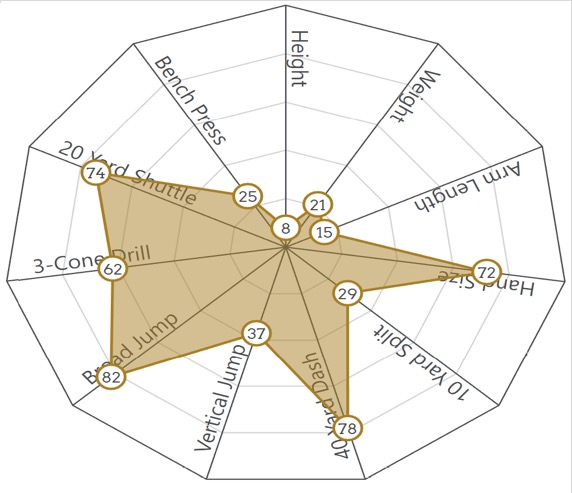 Height
8
Weight
21
Arm Length
15
Hand Size
72
10 Yard Split
29
40 Yard Dash
78
Vertical Jump
37
Broad Jump
82
3-Cone Drill
62
20 Yard Shuttle
74
Bench Press
25